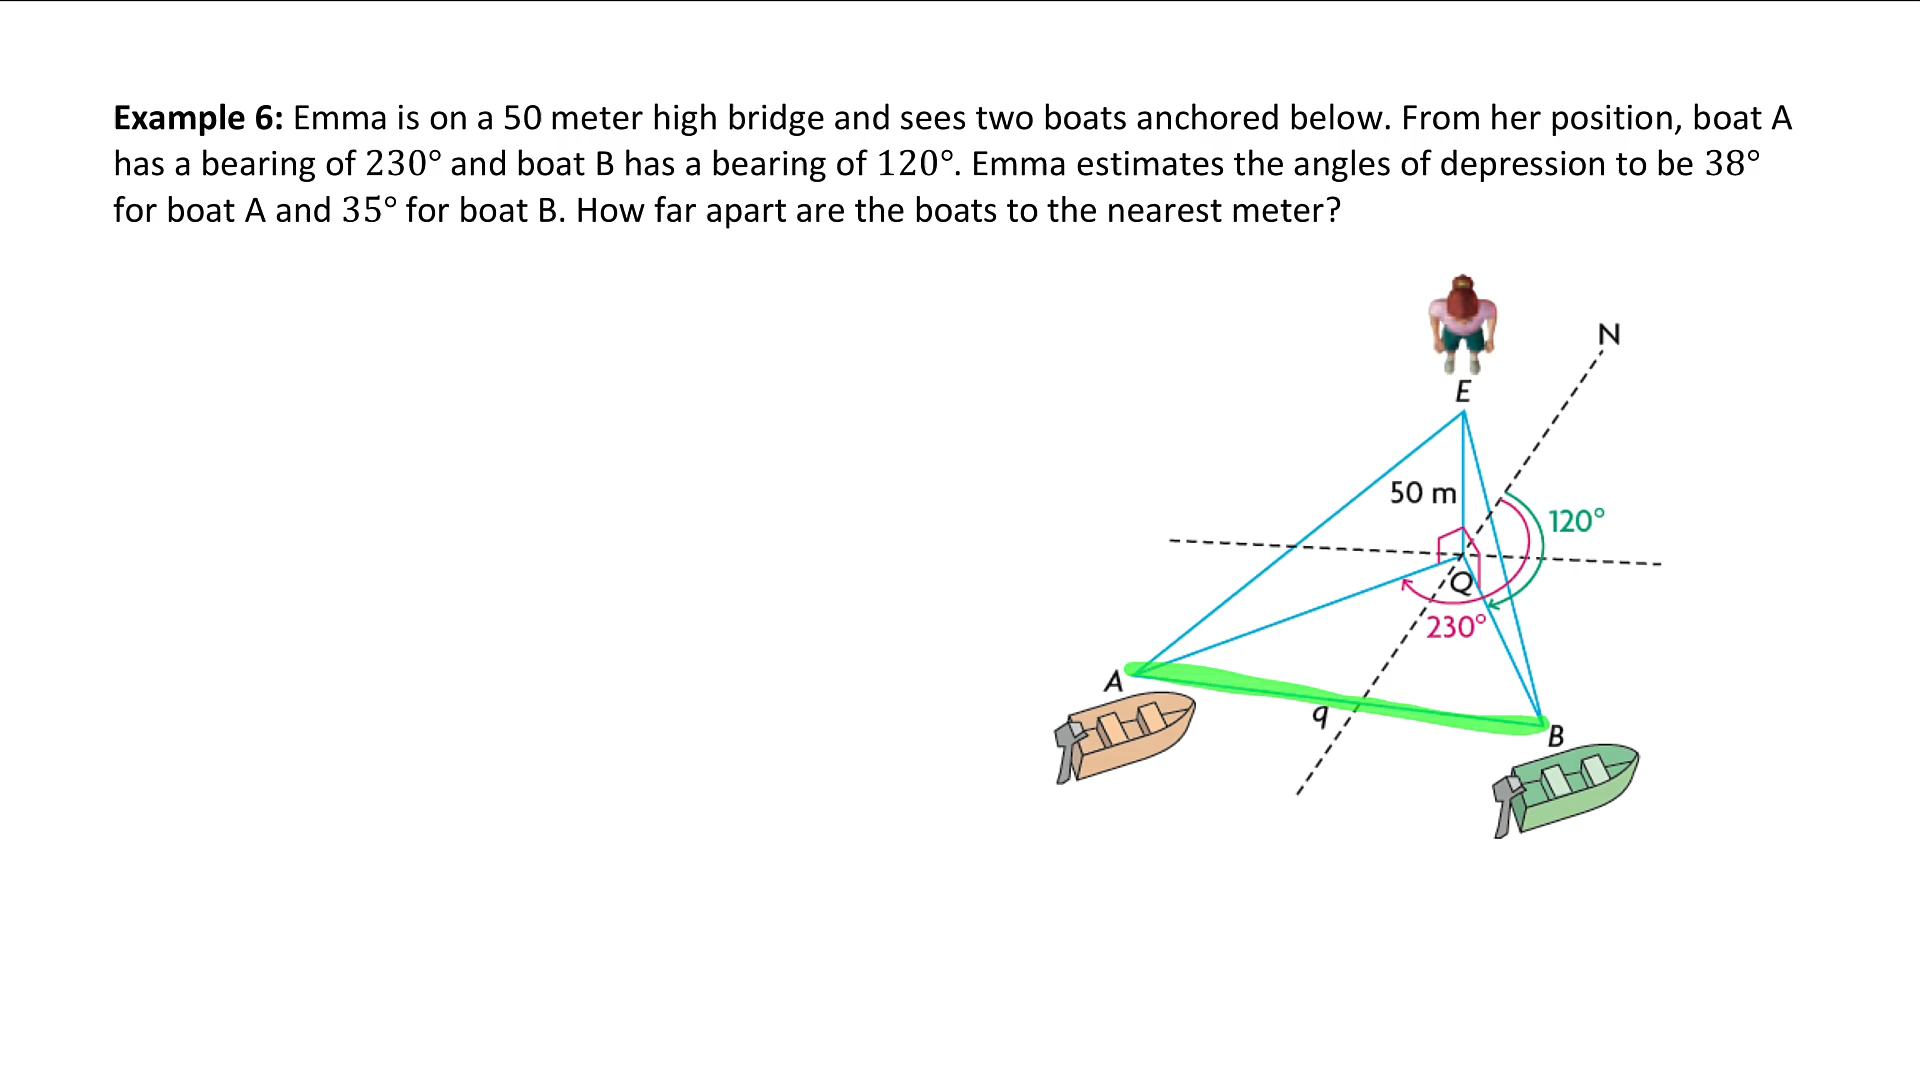 Example 6: Emma is on a 50 meter high bridge and sees two boats anchored below. From her position, boat A
has a bearing of 230° and boat B has a bearing of 120°. Emma estimates the angles of depression to be 38°
for boat A and 35° for boat B. How far apart are the boats to the nearest meter?
N
E
50 m
120°
Q
230°
A
q
B